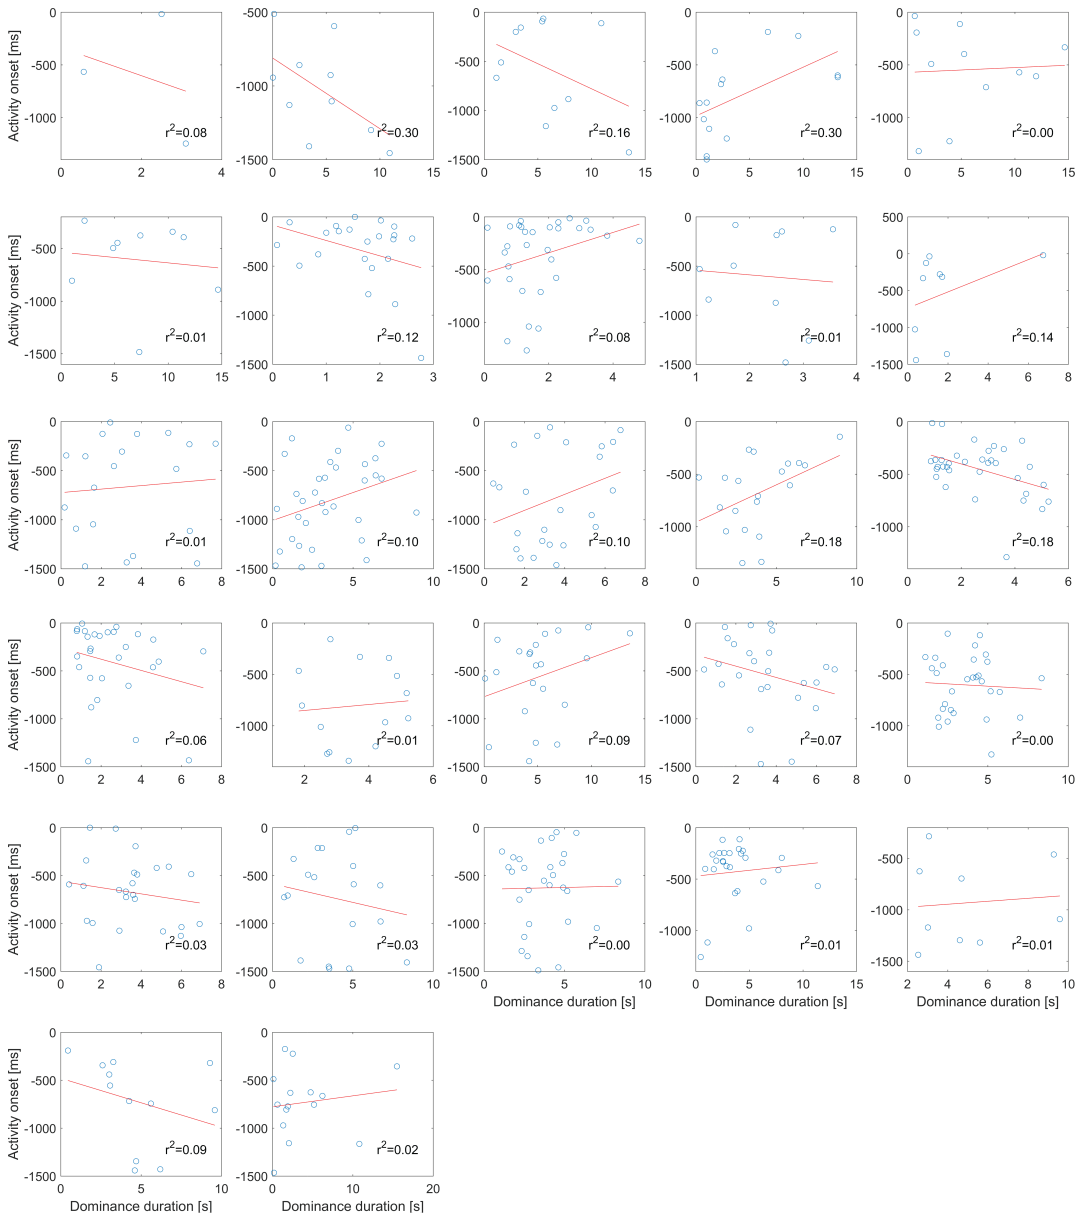 0 -500 0 0 0
Activity onset [ms]
-500 -500 -500 -500
-1000 -1000 -1000 -1000 -1000
r2=0.08 r2=0.30 r2=0.16 r2=0.30 r2=0.00
-1500
0 2 4 0 5 10 15 0 5 10 15 0 5 10 15 0 5 10 15
0 0 0 0 500
Activity onset [ms]
-500 -500 -500 -500 0
-1000 -1000 -1000 -1000 -500
-1000
r2=0.01 r2=0.12 r2=0.08 r2=0.01 r2=0.14
-1500 -1500 -1500 -1500
0 5 10 15 0 1 2 3 0 2 4 1 2 3 4 0 2 4 6 8
0 0 0 0 0
Activity onset [ms]
-500 -500 -500 -500 -500
-1000 -1000 -1000 -1000 -1000
r2=0.01 r2=0.10 r2=0.10 r2=0.18 r2=0.18
-1500 -1500 -1500
0 2 4 6 8 0 5 10 0 2 4 6 8 0 5 10 0 2 4 6
0 0 0 0 0
Activity onset [ms]
-500 -500 -500 -500 -500
-1000 -1000 -1000 -1000
r2=0.06 r2=0.01 r2=0.09 r2=0.07 r2=0.00
-1500 -1500 -1500 -1500
0 2 4 6 8 2 4 6 0 5 10 15 0 2 4 6 8 0 5 10
0 0 0 0 0
Activity onset [ms]
-500 -500 -500 -500 -500
-1000 -1000 -1000 -1000 -1000
r2=0.03 r2=0.03 r2=0.00 r2=0.01 r2=0.01
-1500 -1500 -1500 -1500
0 2 4 6 8 0 5 10 0 5 10 0 5 10 15 2 4 6 8 10
Dominance duration [s] Dominance duration [s] Dominance duration [s]
0 0
Activity onset [ms]
-500 -500
-1000 -1000
r2=0.09 r2=0.02
-1500 -1500
0 5 10 0 5 10 15 20
Dominance duration [s] Dominance duration [s]